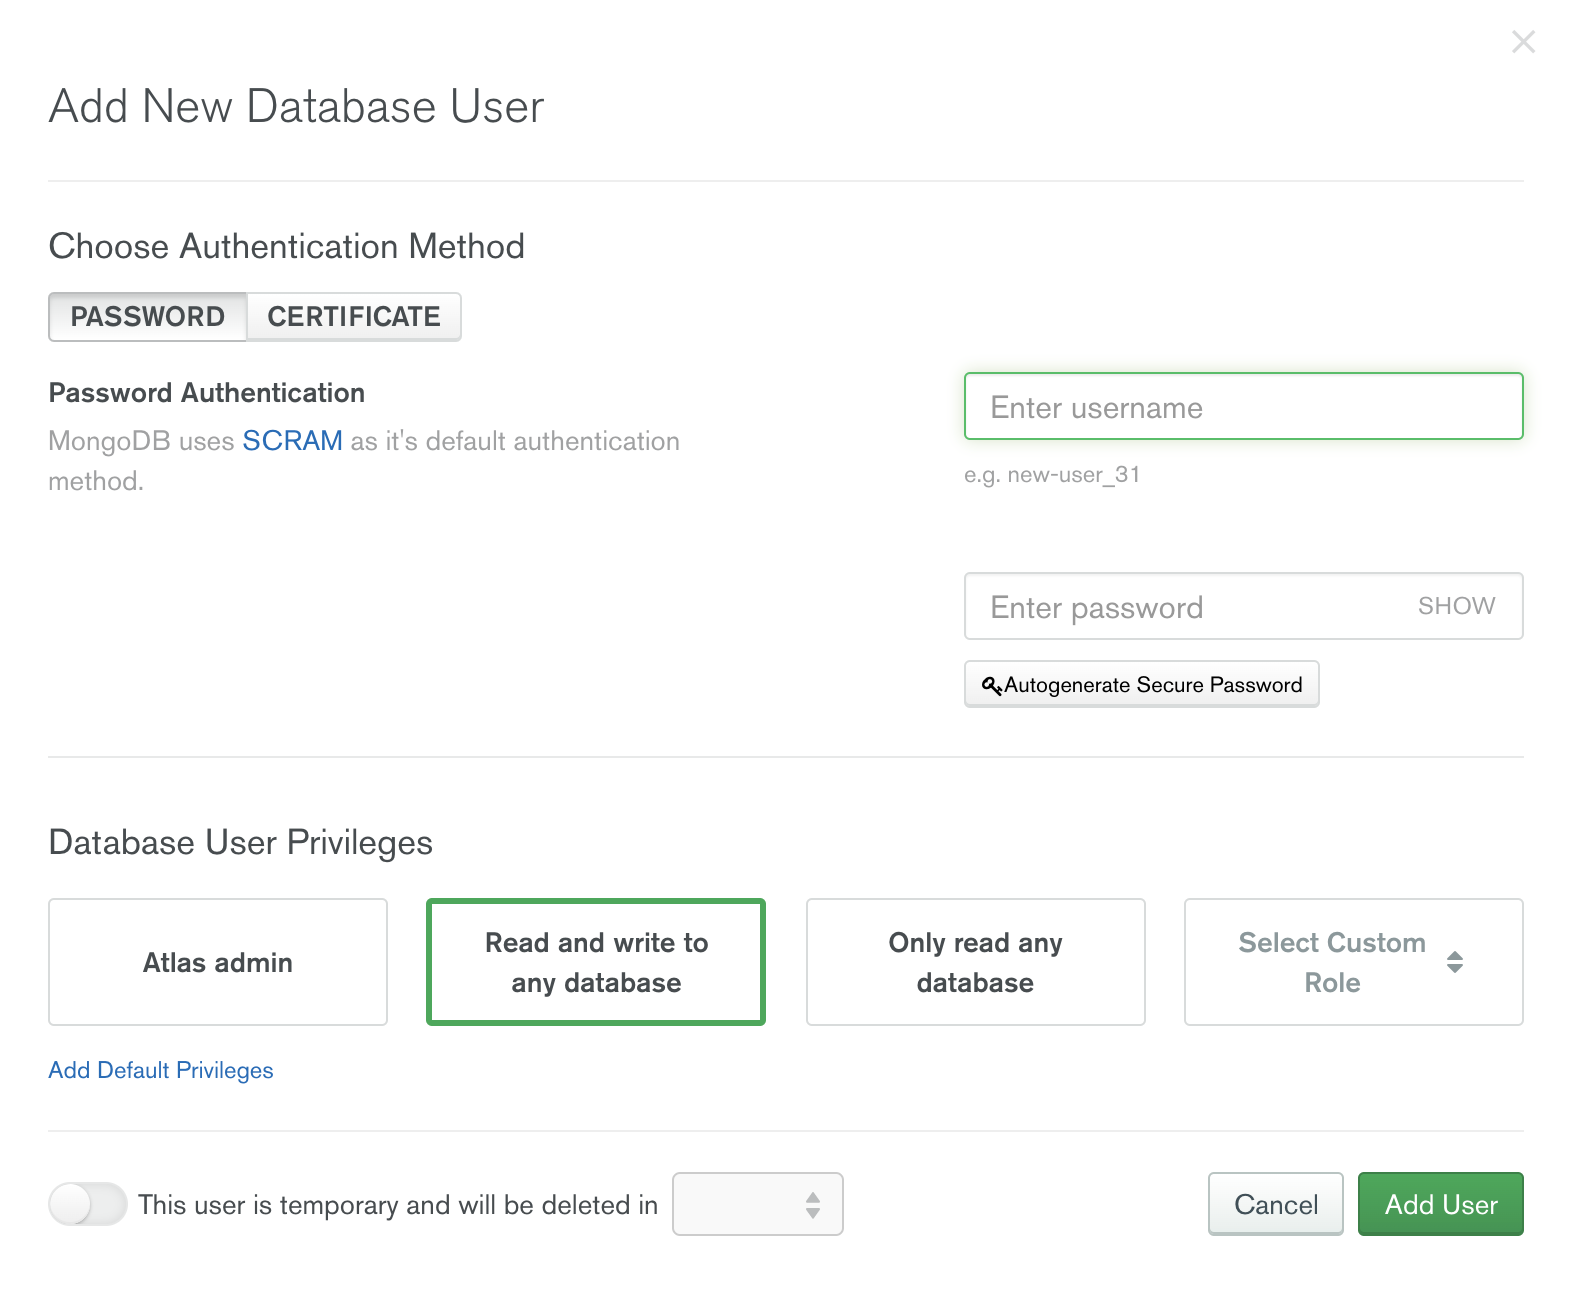 Add New Database User
Choose Authentication Method
PASSWORD CERTIFICATE
Password Authentication
MongoDB uses SCRAM as it's default authentication
method.
Enter username
e.g. new-user_31
Enter password SHOW
Autogenerate Secure Password
Database User Privileges
Atlas admin
Read and write to
any database
Only read any
database
Select Custom
Role
Add Default Privileges
This user is temporary and will be deleted in
Cancel
Add User